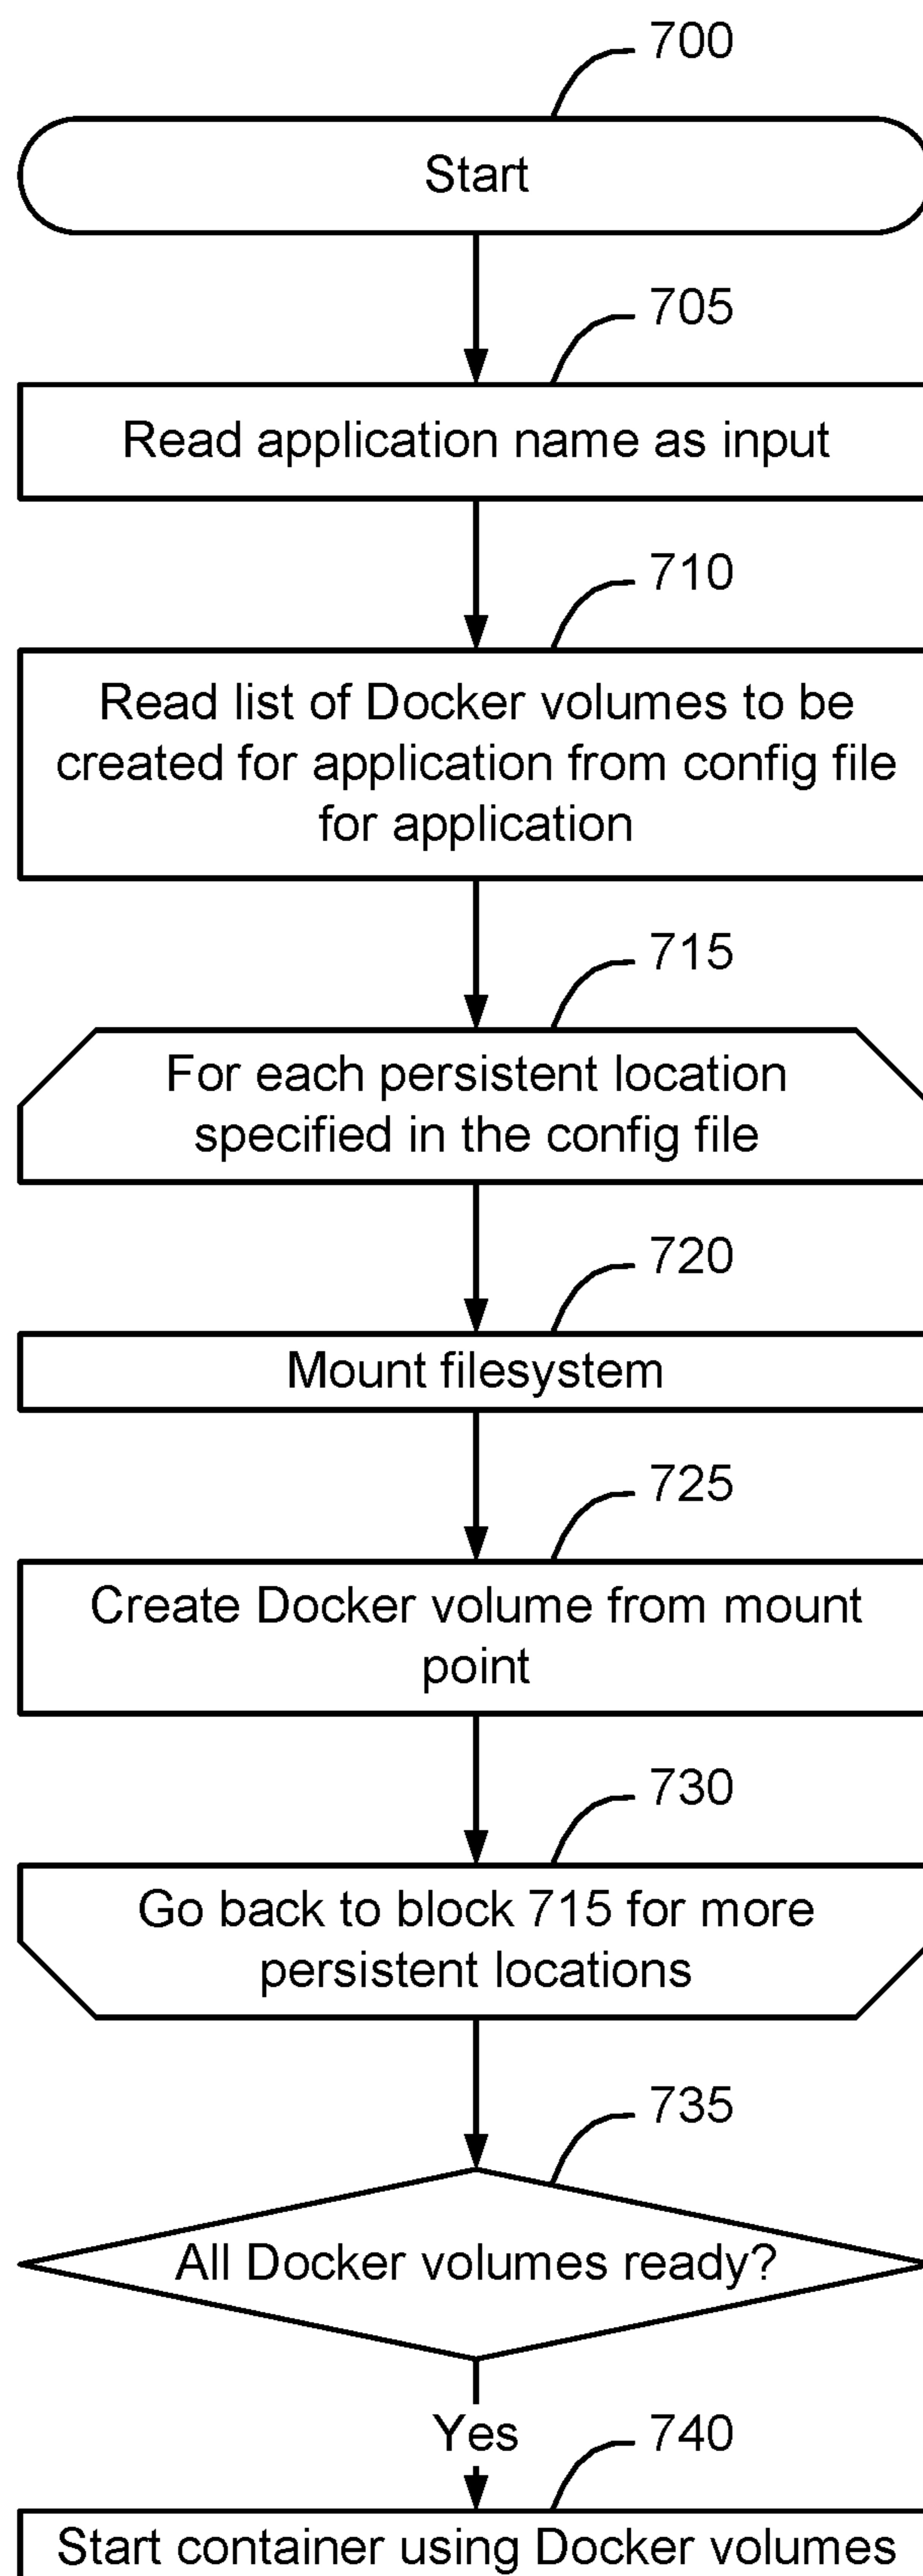 700
Start
705
Read application name as input
710
Read list of Docker volumes to be
created for application from config file
for application
715
For each persistent location
specified in the config file
720
Mount filesystem
725
Create Docker volume from mount
point
730
Go back to block 715 for more
persistent locations
735
All Docker volumes ready?
Yes
740
Start container using Docker volumes